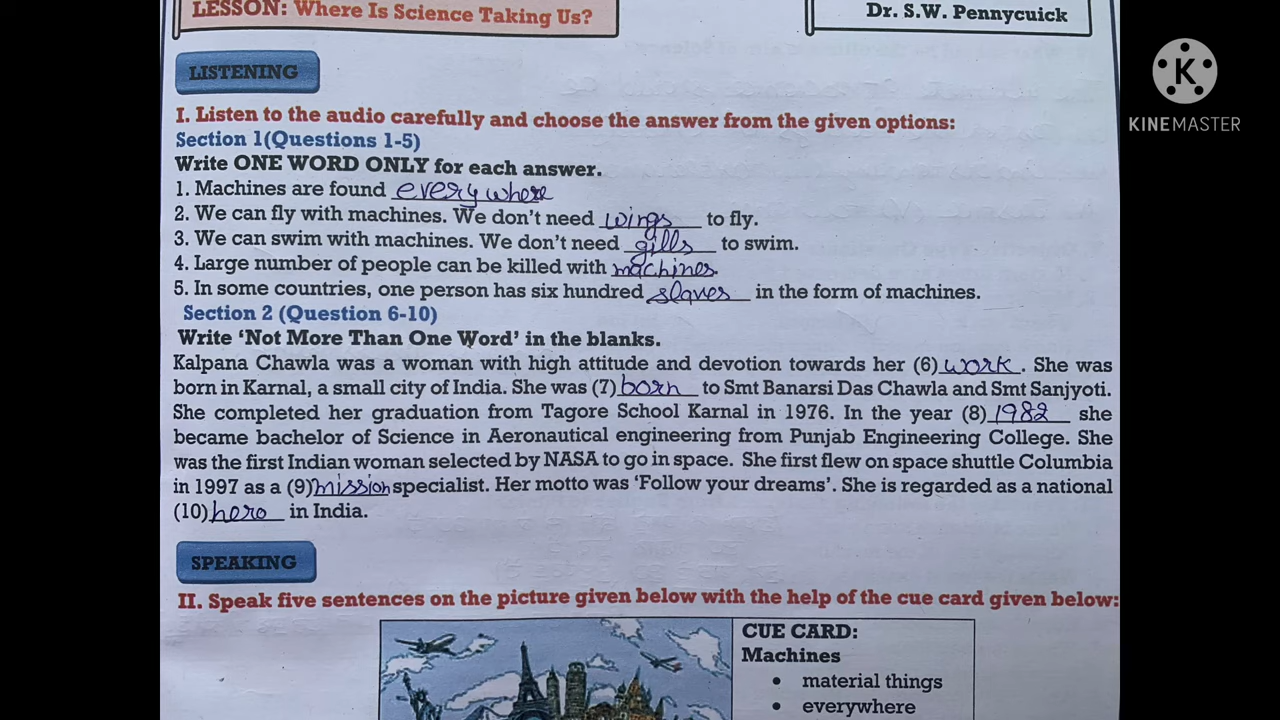 LESSON: Where Is Science Taking Us?
Dr. S.W. Pennycuick
KINEMASTER
LISTENING
I. Listen to the audio carefully and choose the answer from the given options:
Section 1(Questions 1-5)
Write ONE WORD ONLY for each answer.
1. Machines are found every where
2. We can fly with machines. We don't need wings to fly.
3. We can swim with machines. We don't need gills to swim.
4. Large number of people can be killed with machines.
5. In some countries, one person has six hundred slaves in the form of machines.
Section 2 (Question 6-10)
Write 'Not More Than One Word' in the blanks.
Kalpana Chawla was a woman with high attitude and devotion towards her (6) work. She was
born in Karnal, a small city of India. She was (7) born to Smt Banarsi Das Chawla and Smt Sanjyoti.
She completed her graduation from Tagore School Karnal in 1976. In the year (8) 1982 she
became bachelor of Science in Aeronautical engineering from Punjab Engineering College. She
was the first Indian woman selected by NASA to go in space. She first flew on space shuttle Columbia
in 1997 as a (9) mission specialist. Her motto was 'Follow your dreams'. She is regarded as a national
(10) hero in India.
SPEAKING
II. Speak five sentences on the picture given below with the help of the cue card given below:
CUE CARD:
Machines
• material things
• everywhere